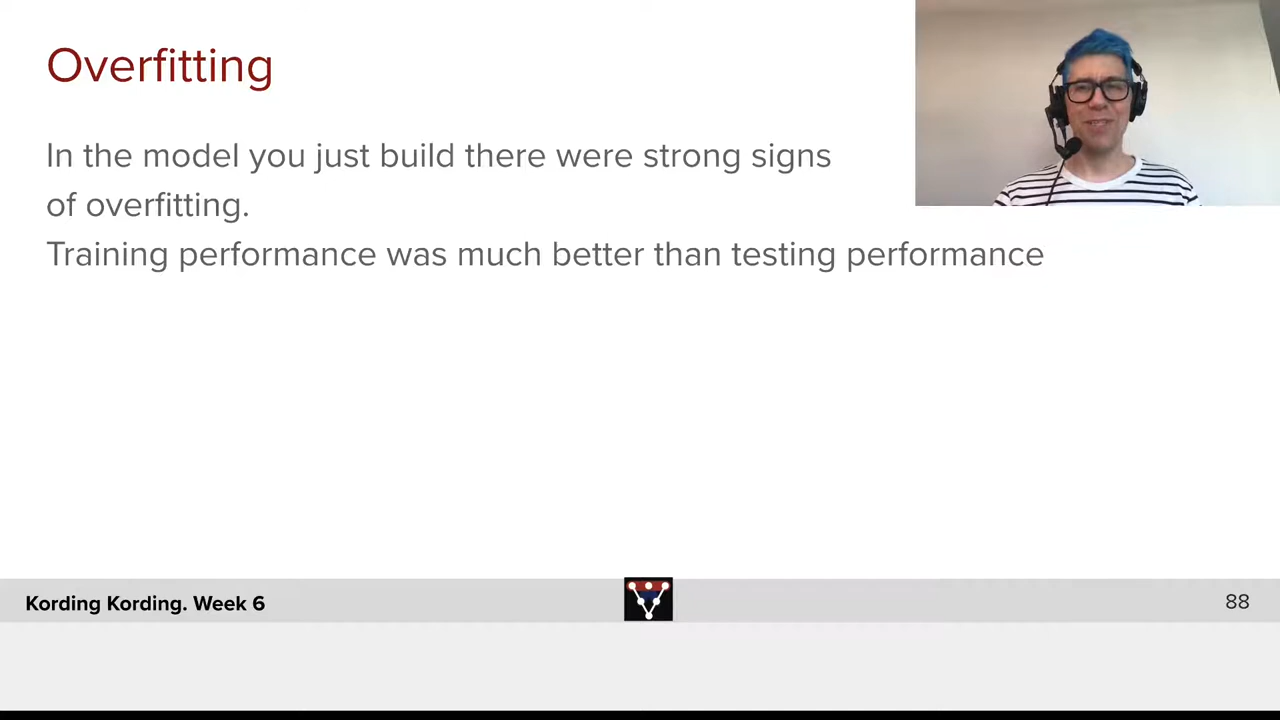 Overfitting
In the model you just build there were strong signs
of overfitting.
Training performance was much better than testing performance
Kording Kording. Week 6
88